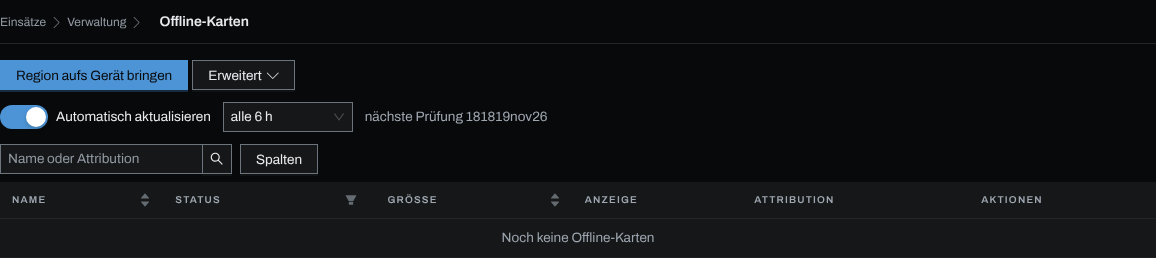 Einsätze > Verwaltung > Offline-Karten
Region aufs Gerät bringen Erweitert
Automatisch aktualisieren alle 6 h nächste Prüfung 181819nov26
Name oder Attribution Spalten
NAME STATUS GRÖSSE ANZEIGE ATTRIBUTION AKTIONEN
Noch keine Offline-Karten